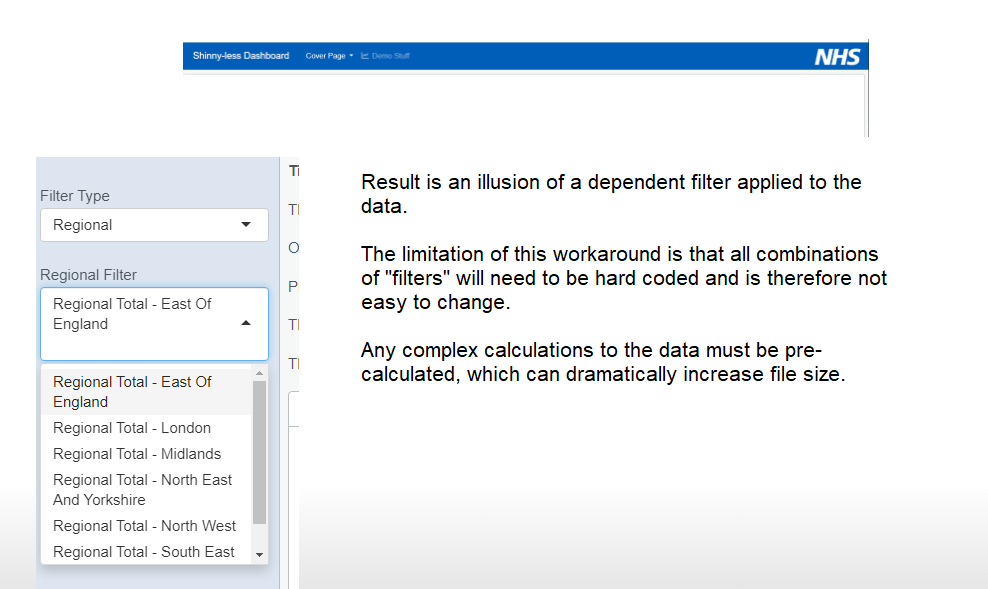 Shinny-less Dashboard Cover Page Demo Stuff NHS
Filter Type
Regional
Regional Filter
Regional Total - East Of
England
Regional Total - East Of
England
Regional Total - London
Regional Total - Midlands
Regional Total - North East
And Yorkshire
Regional Total - North West
Regional Total - South East
Result is an illusion of a dependent filter applied to the
data.
The limitation of this workaround is that all combinations
of "filters" will need to be hard coded and is therefore not
easy to change.
Any complex calculations to the data must be pre-
calculated, which can dramatically increase file size.